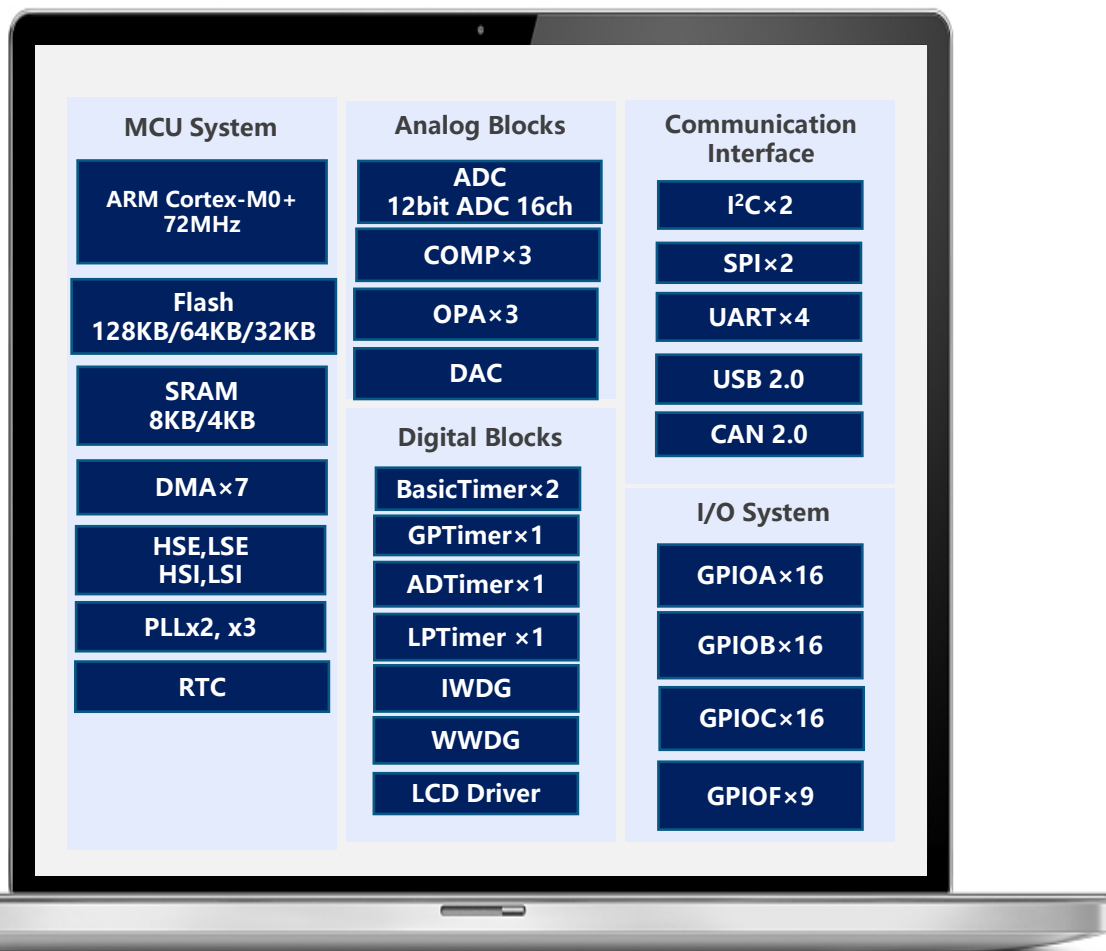 MCU System
ARM Cortex-M0+
72MHz
Flash
128KB/64KB/32KB
SRAM
8KB/4KB
DMA×7
HSE,LSE
HSI,LSI
PLLx2, x3
RTC
Analog Blocks
ADC
12bit ADC 16ch
COMP×3
OPA×3
DAC
Digital Blocks
BasicTimer×2
GPTimer×1
ADTimer×1
LPTimer ×1
IWDG
WWDG
LCD Driver
Communication
Interface
I²C×2
SPI×2
UART×4
USB 2.0
CAN 2.0
I/O System
GPIOA×16
GPIOB×16
GPIOC×16
GPIOF×9